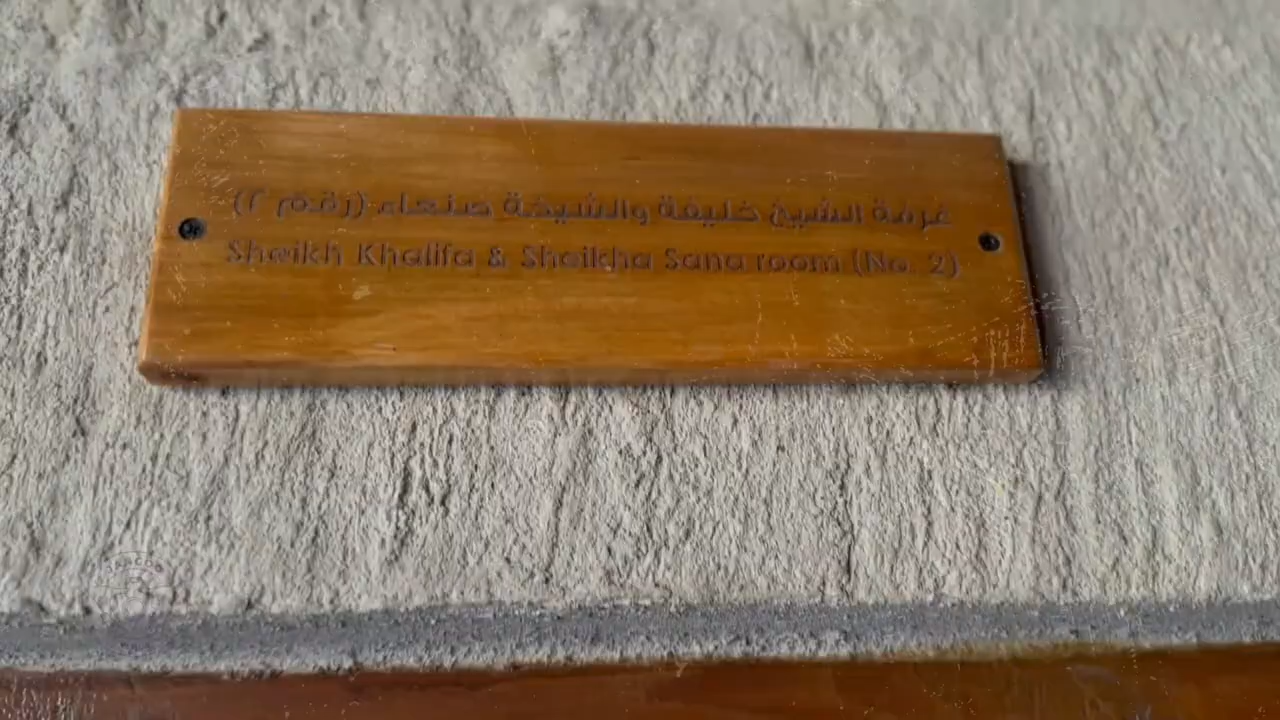 غرفة الشيخ خليفة والشيخة صنعاء (رقم ٢)
Sheikh Khalifa & Sheikha Sana room (No. 2)